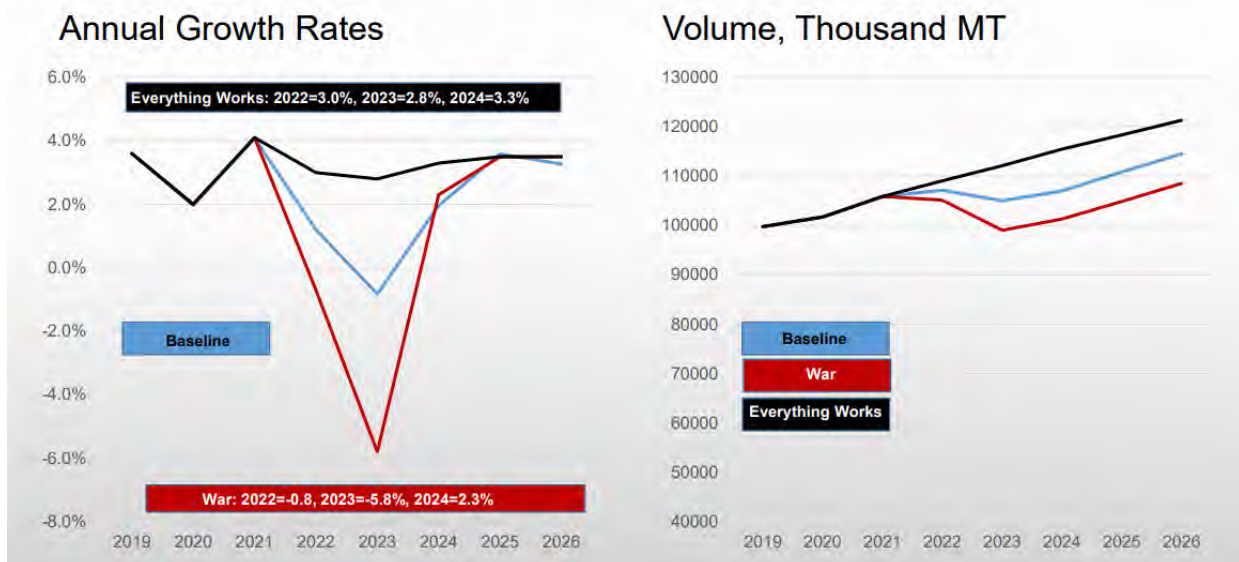 Annual Growth Rates
6.0%
Everything Works: 2022=3.0%, 2023=2.8%, 2024=3.3%
4.0%
2.0%
0.0%
-2.0%
Baseline
-4.0%
-6.0%
War: 2022=-0.8, 2023=-5.8%, 2024=2.3%
-8.0%
2019 2020 2021 2022 2023 2024 2025 2026
Volume, Thousand MT
130000
120000
110000
100000
90000
80000
Baseline
70000
War
Everything Works
60000
50000
40000
2019 2020 2021 2022 2023 2024 2025 2026